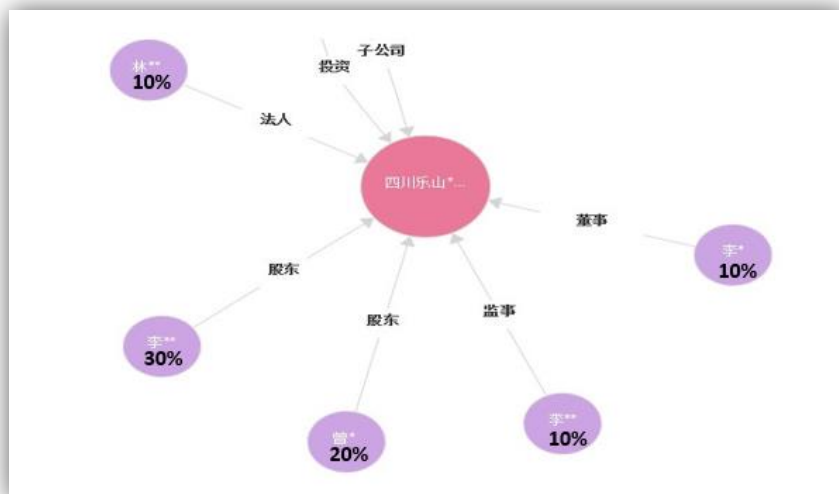 子公司
投资
林**
10%
法人
四川乐山*...
董事
李*
10%
股东
李**
30%
股东
曾*
20%
监事
李**
10%